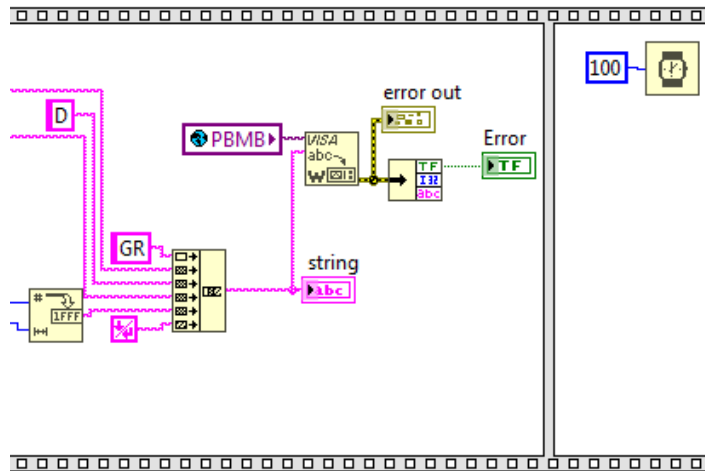 100
error out
D
PBMB
VISA
abc
W
Error
TF
TF
I32
abc
GR
string
abc
#
1FFF